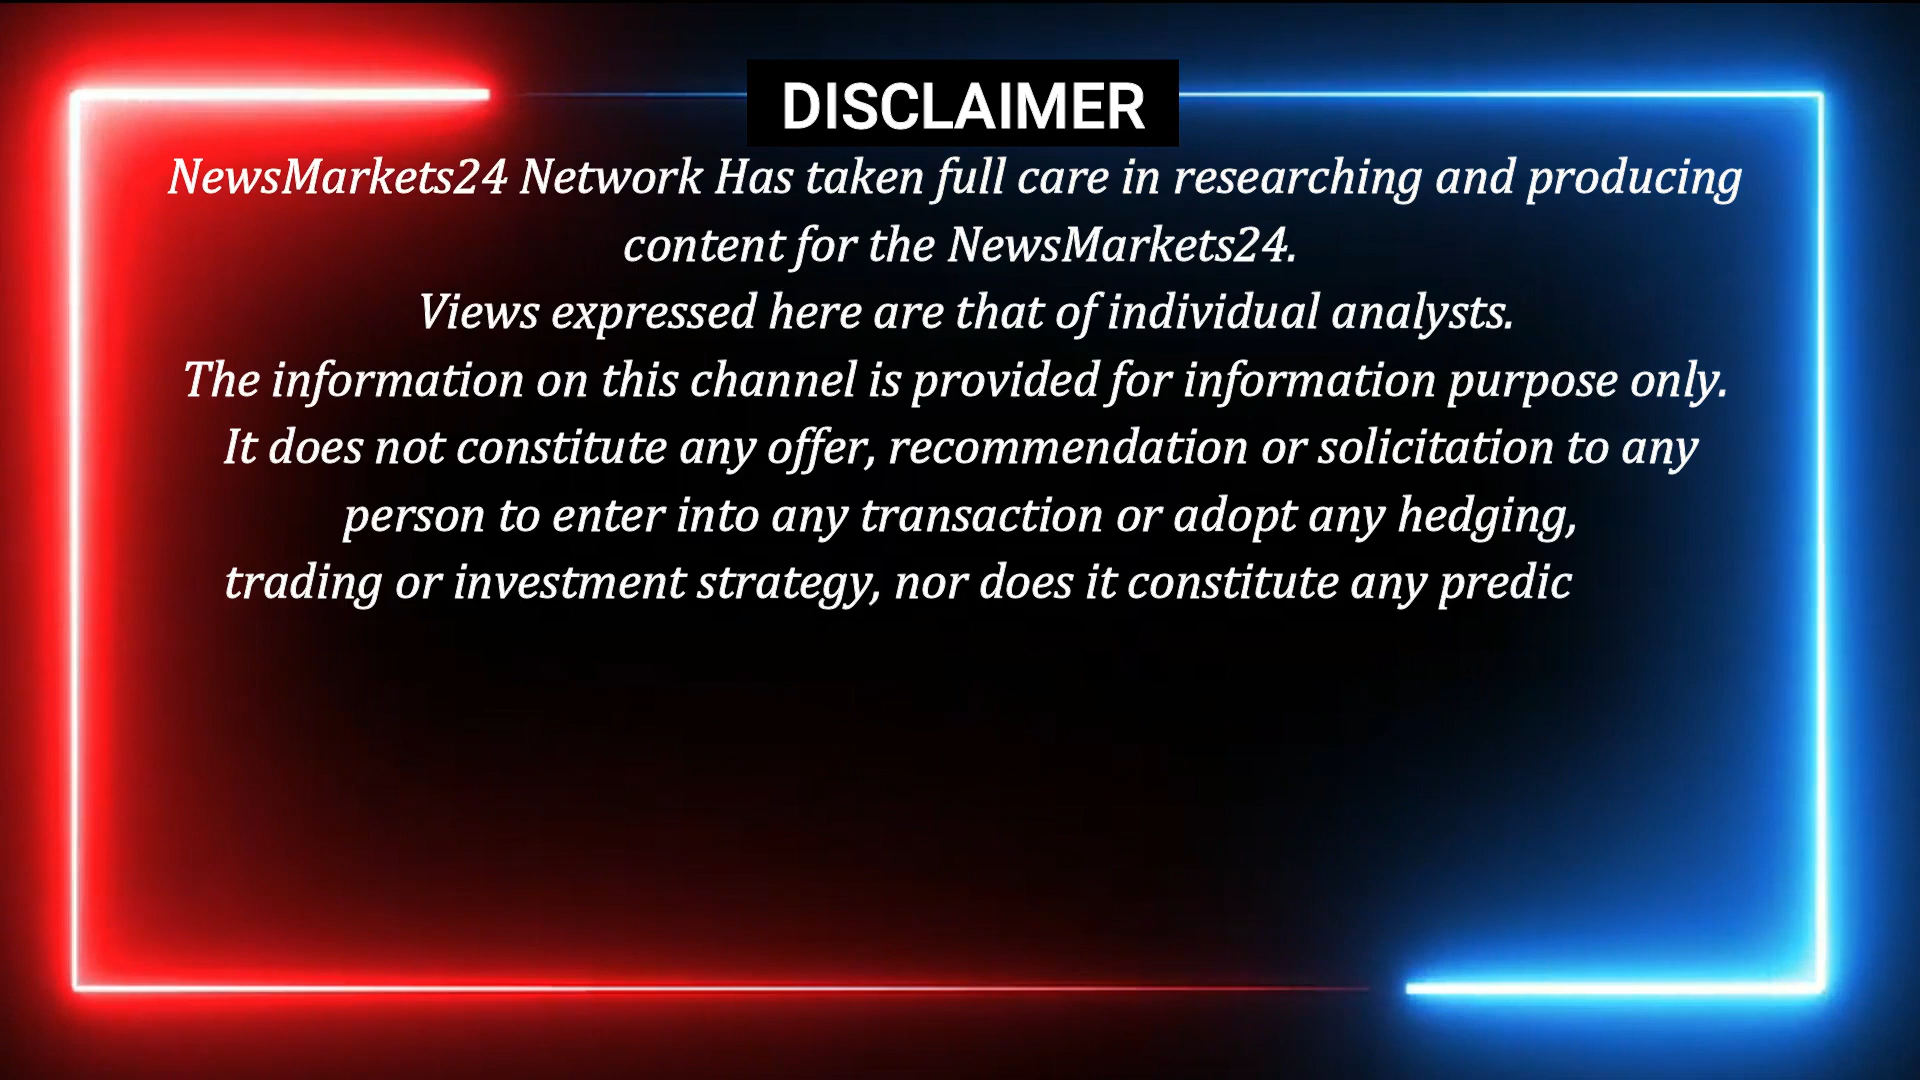 DISCLAIMER
NewsMarkets24 Network Has taken full care in researching and producing
content for the NewsMarkets24.
Views expressed here are that of individual analysts.
The information on this channel is provided for information purpose only.
It does not constitute any offer, recommendation or solicitation to any
person to enter into any transaction or adopt any hedging,
trading or investment strategy, nor does it constitute any predic